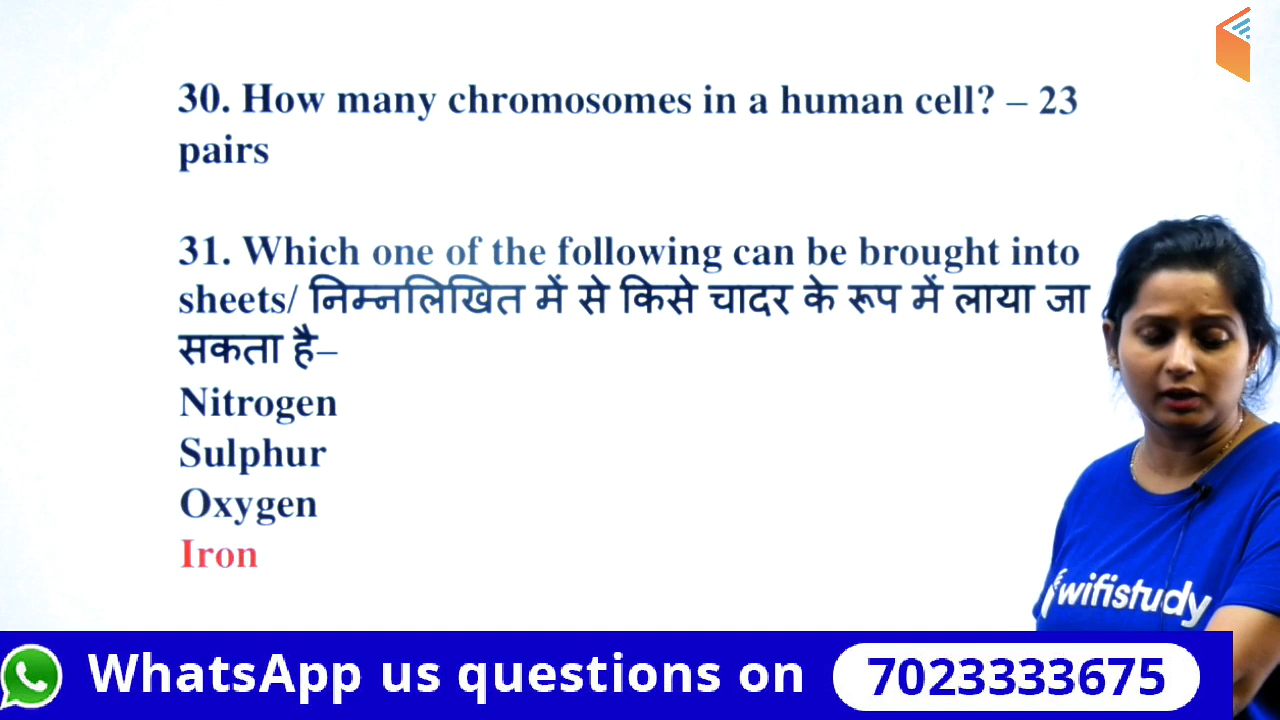 30. How many chromosomes in a human cell? – 23
pairs
31. Which one of the following can be brought into
sheets/ निम्नलिखित में से किसे चादर के रूप में लाया जा
सकता है–
Nitrogen
Sulphur
Oxygen
Iron
wifistudy
WhatsApp us questions on 7023333675